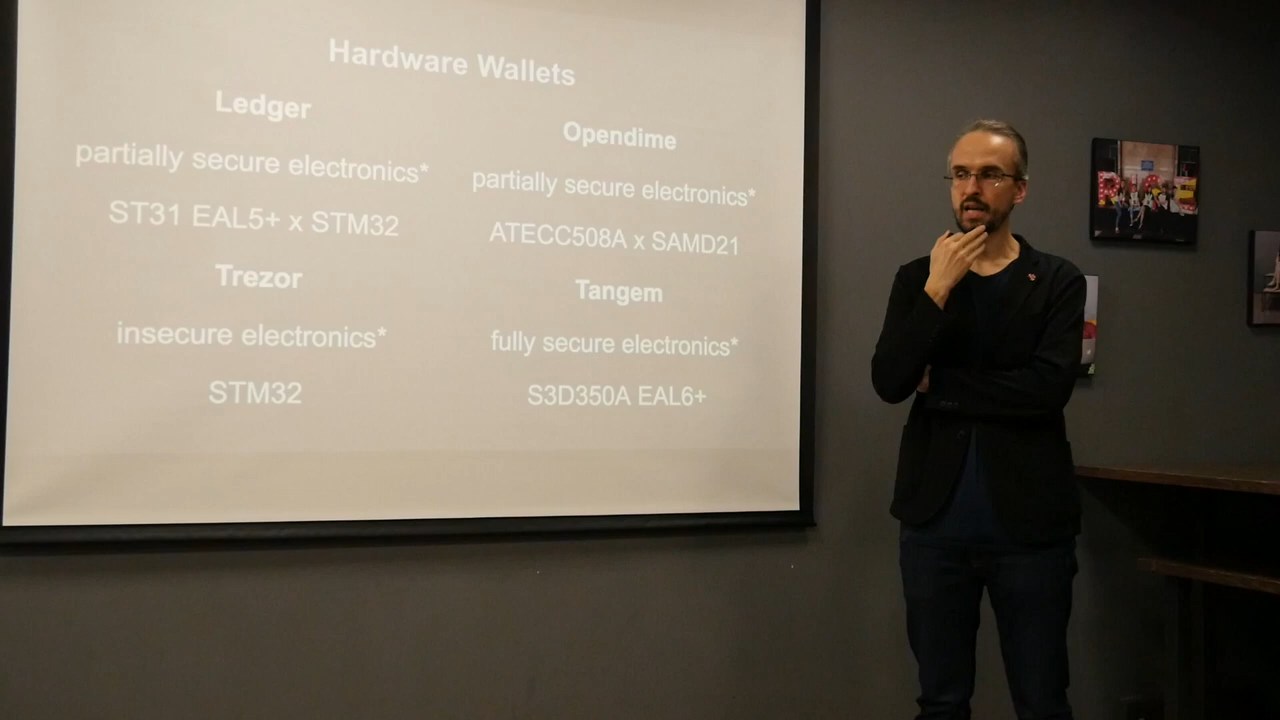 Hardware Wallets
Ledger
partially secure electronics*
ST31 EAL5+ x STM32
Trezor
insecure electronics*
STM32
Opendime
partially secure electronics*
ATECC508A x SAMD21
Tangem
fully secure electronics*
S3D350A EAL6+